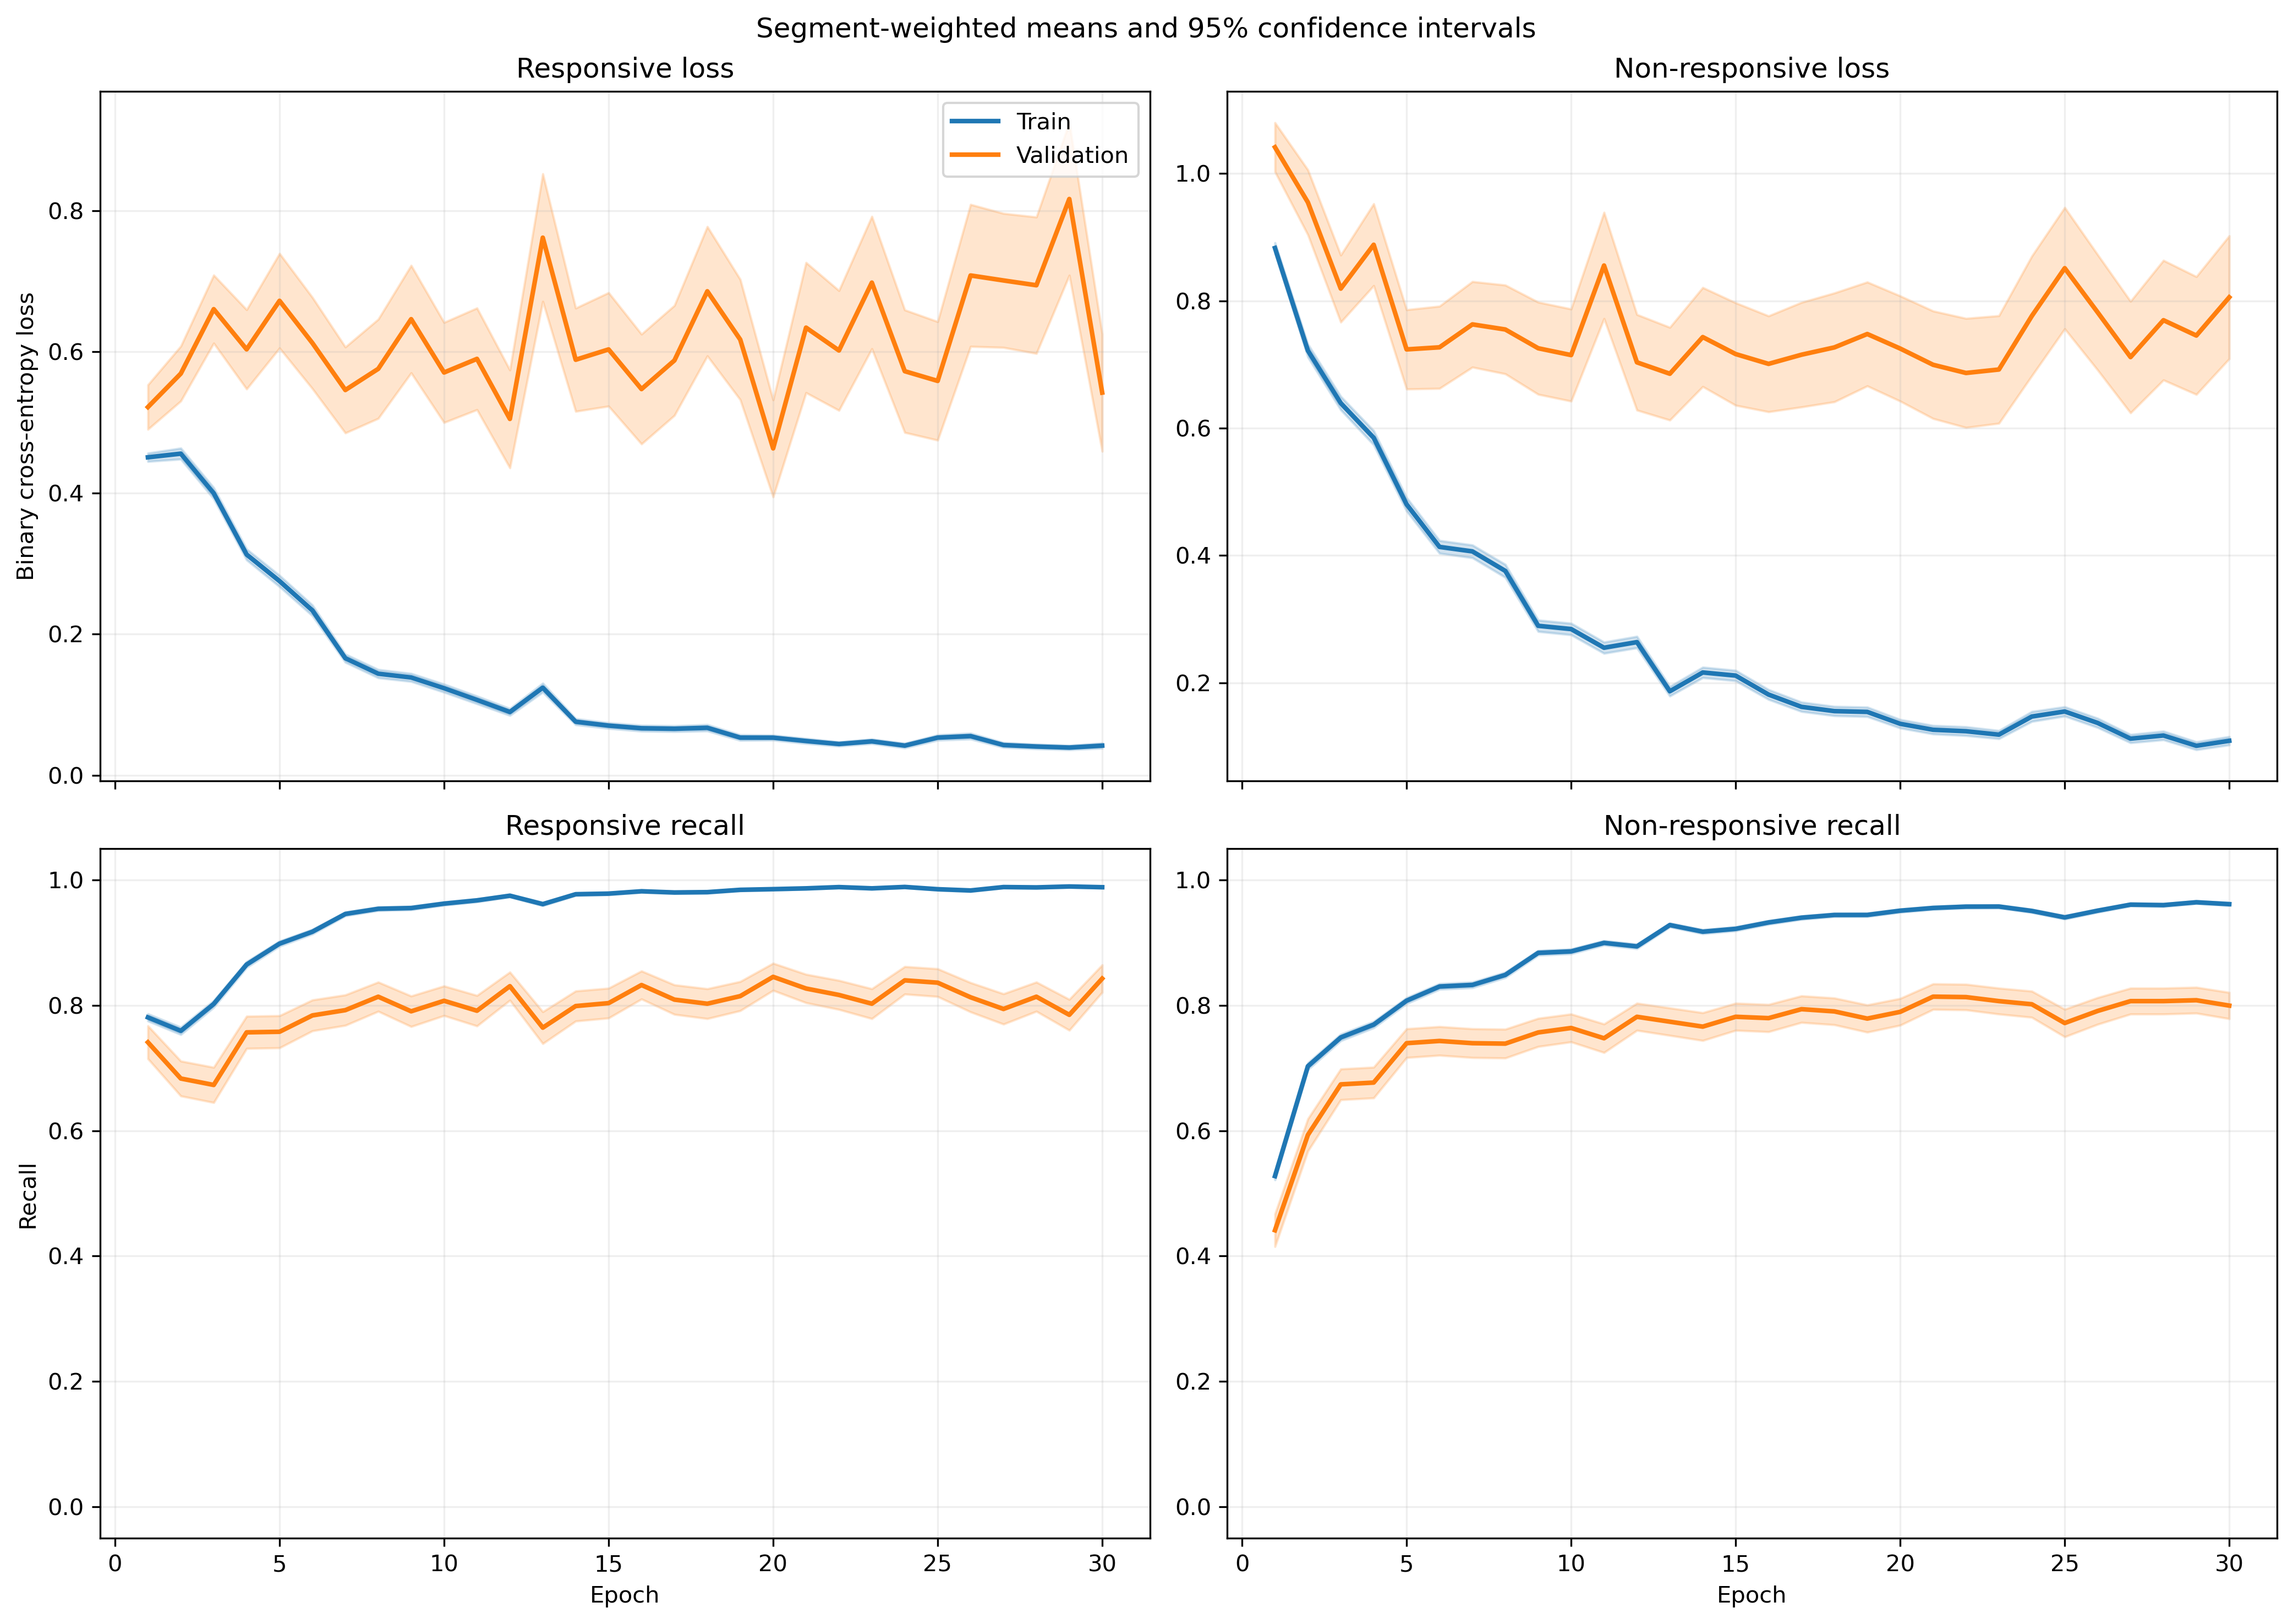 Segment-weighted means and 95% confidence intervals
Responsive loss
Non-responsive loss
Train
Validation
Binary cross-entropy loss
0.8
0.6
0.4
0.2
0.0
1.0
0.8
0.6
0.4
0.2
Responsive recall
Non-responsive recall
Recall
1.0
0.8
0.6
0.4
0.2
0.0
0 5 10 15 20 25 30
Epoch
1.0
0.8
0.6
0.4
0.2
0.0
0 5 10 15 20 25 30
Epoch